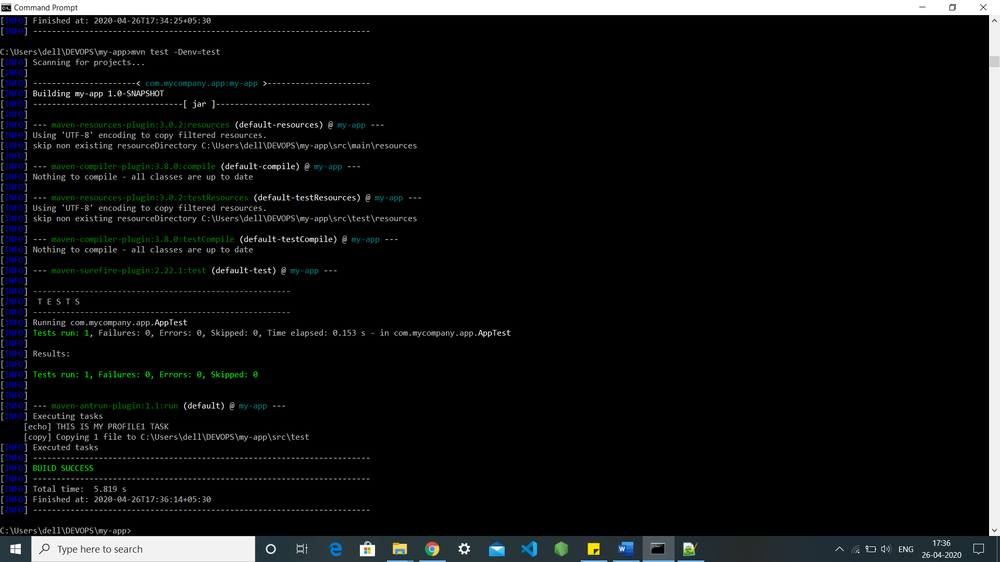 Command Prompt
[INFO] Finished at: 2020-04-26T17:34:25+05:30
[INFO] ------------------------------------------------------------------------
C:\Users\dell\DEVOPS\my-app>mvn test -Denv=test
[INFO] Scanning for projects...
[INFO]
[INFO] ----------------------< com.mycompany.app:my-app >----------------------
[INFO] Building my-app 1.0-SNAPSHOT
[INFO] --------------------------------[ jar ]---------------------------------
[INFO]
[INFO] --- maven-resources-plugin:3.0.2:resources (default-resources) @ my-app ---
[INFO] Using 'UTF-8' encoding to copy filtered resources.
[INFO] skip non existing resourceDirectory C:\Users\dell\DEVOPS\my-app\src\main\resources
[INFO]
[INFO] --- maven-compiler-plugin:3.8.0:compile (default-compile) @ my-app ---
[INFO] Nothing to compile - all classes are up to date
[INFO]
[INFO] --- maven-resources-plugin:3.0.2:testResources (default-testResources) @ my-app ---
[INFO] Using 'UTF-8' encoding to copy filtered resources.
[INFO] skip non existing resourceDirectory C:\Users\dell\DEVOPS\my-app\src\test\resources
[INFO]
[INFO] --- maven-compiler-plugin:3.8.0:testCompile (default-testCompile) @ my-app ---
[INFO] Nothing to compile - all classes are up to date
[INFO]
[INFO] --- maven-surefire-plugin:2.22.1:test (default-test) @ my-app ---
[INFO]
[INFO] -------------------------------------------------------
[INFO]  T E S T S
[INFO] -------------------------------------------------------
[INFO] Running com.mycompany.app.AppTest
[INFO] Tests run: 1, Failures: 0, Errors: 0, Skipped: 0, Time elapsed: 0.153 s - in com.mycompany.app.AppTest
[INFO]
[INFO] Results:
[INFO]
[INFO] Tests run: 1, Failures: 0, Errors: 0, Skipped: 0
[INFO]
[INFO]
[INFO] --- maven-antrun-plugin:1.1:run (default) @ my-app ---
[INFO] Executing tasks
     [echo] THIS IS MY PROFILE1 TASK
     [copy] Copying 1 file to C:\Users\dell\DEVOPS\my-app\src\test
[INFO] Executed tasks
[INFO] ------------------------------------------------------------------------
[INFO] BUILD SUCCESS
[INFO] ------------------------------------------------------------------------
[INFO] Total time:  5.819 s
[INFO] Finished at: 2020-04-26T17:36:14+05:30
[INFO] ------------------------------------------------------------------------
C:\Users\dell\DEVOPS\my-app>
Type here to search
ENG
17:36
26-04-2020